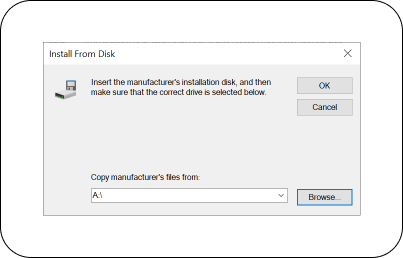 Install From Disk
Insert the manufacturer's installation disk, and then
make sure that the correct drive is selected below.
OK
Cancel
Copy manufacturer's files from:
A:\
Browse...